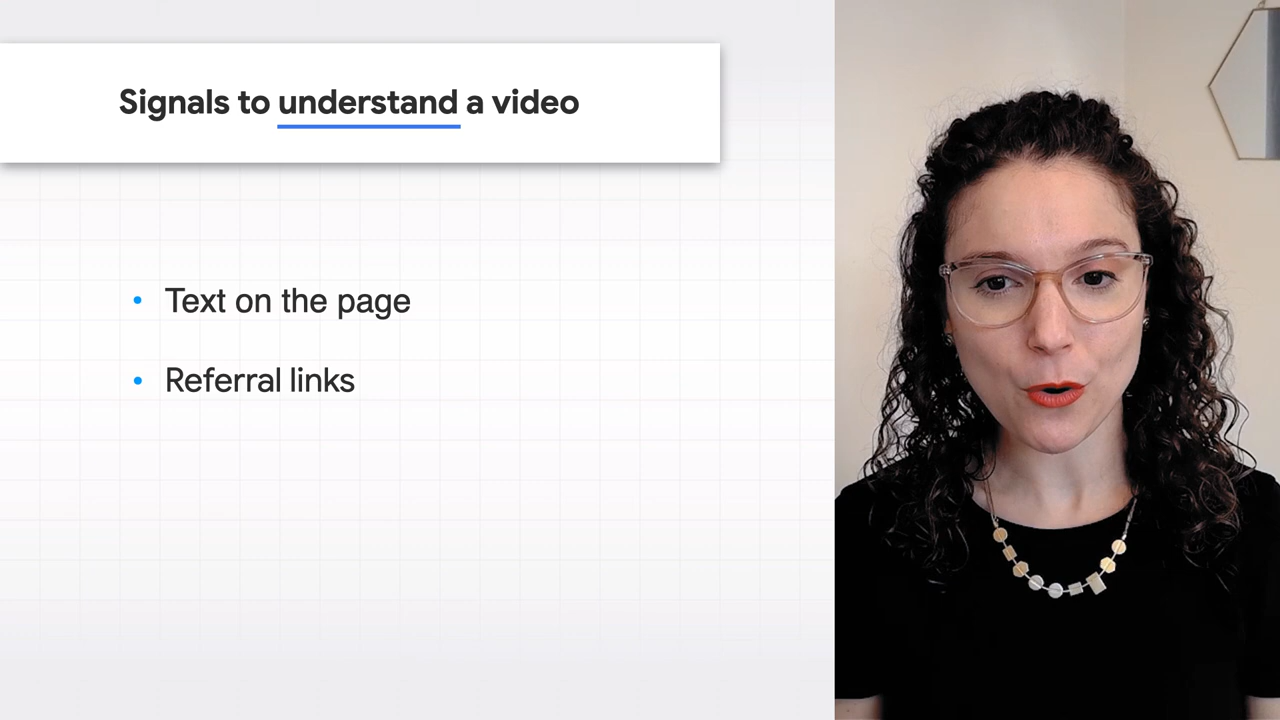 Signals to understand a video
Text on the page
Referral links